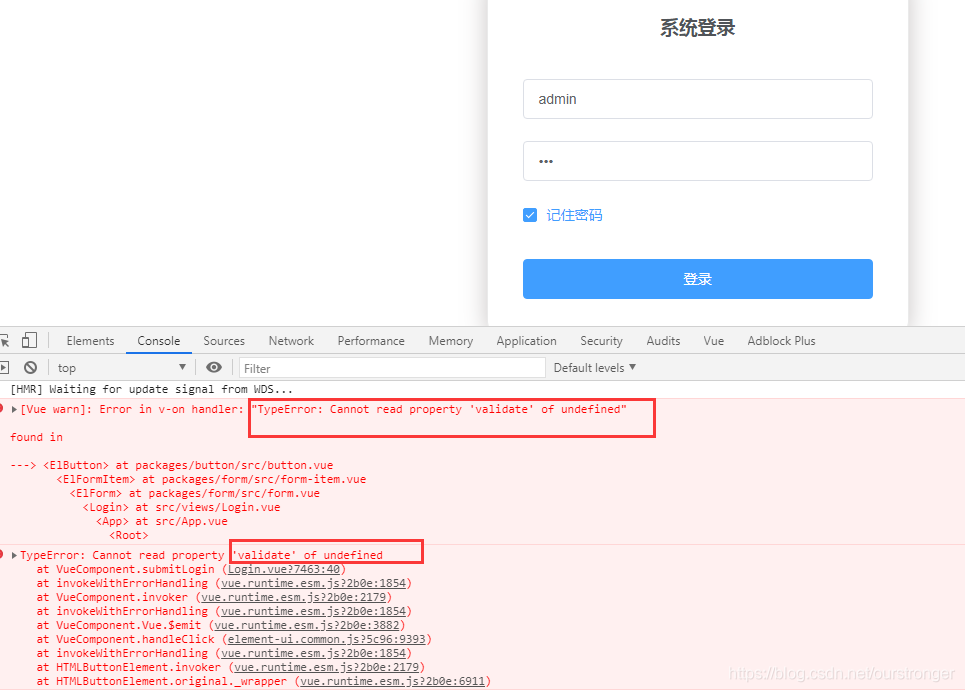 系统登录
admin
•••
记住密码
登录
Elements Console Sources Network Performance Memory Application Security Audits Vue Adblock Plus
top ▼ Filter Default levels ▼
[HMR] Waiting for update signal from WDS...
▶[Vue warn]: Error in v-on handler: "TypeError: Cannot read property 'validate' of undefined"
found in
---> <ElButton> at packages/button/src/button.vue
<ElFormItem> at packages/form/src/form-item.vue
<ElForm> at packages/form/src/form.vue
<Login> at src/views/Login.vue
<App> at src/App.vue
<Root>
▶TypeError: Cannot read property 'validate' of undefined
at VueComponent.submitLogin (Login.vue?7463:40)
at invokeWithErrorHandling (vue.runtime.esm.js?2b0e:1854)
at VueComponent.invoker (vue.runtime.esm.js?2b0e:2179)
at invokeWithErrorHandling (vue.runtime.esm.js?2b0e:1854)
at VueComponent.Vue.$emit (vue.runtime.esm.js?2b0e:3882)
at VueComponent.handleClick (element-ui.common.js?5c96:9393)
at invokeWithErrorHandling (vue.runtime.esm.js?2b0e:1854)
at HTMLButtonElement.invoker (vue.runtime.esm.js?2b0e:2179)
at HTMLButtonElement.original._wrapper (vue.runtime.esm.js?2b0e:6911)
https://blog.csdn.net/ourstronger